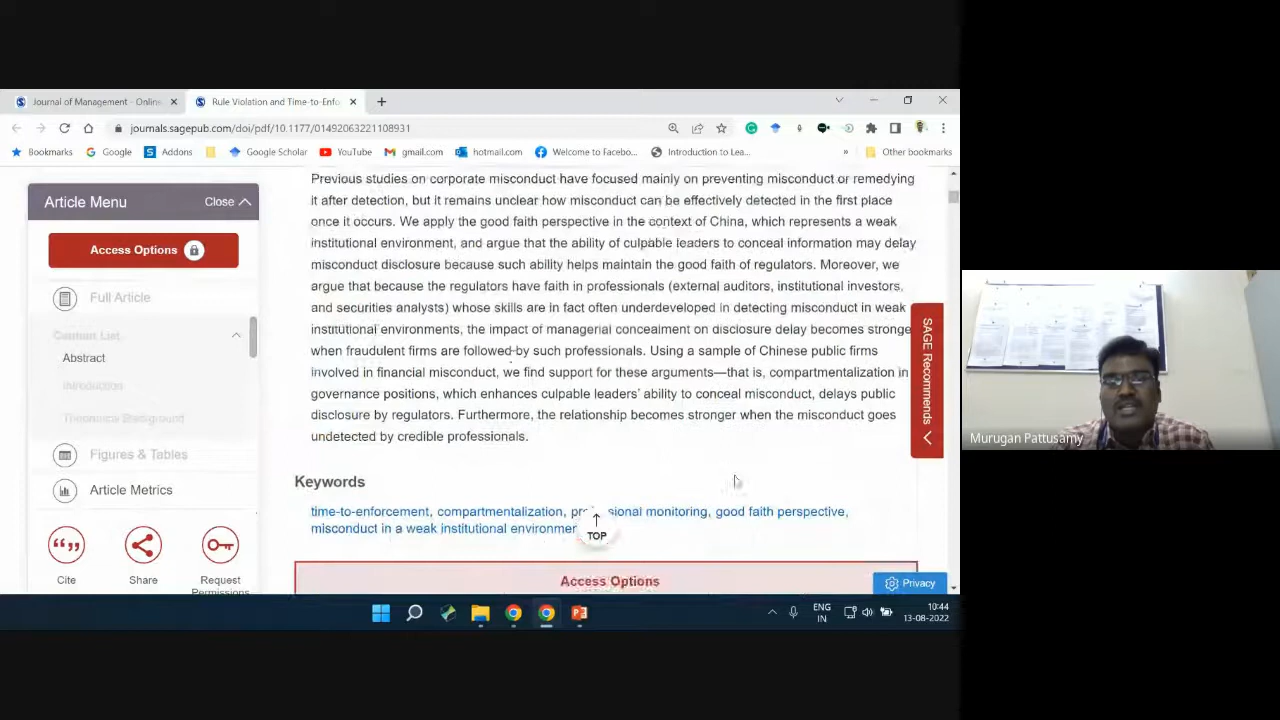 Journal of Management - Online
Rule Violation and Time-to-Enfo
journals.sagepub.com/doi/pdf/10.1177/01492063221108931
Bookmarks Google Addons Google Scholar YouTube gmail.com hotmail.com Welcome to Facebo... Introduction to Lea... » Other bookmarks
Article Menu Close
Access Options
Full Article
Content List
Abstract
Introduction
Theoretical Background
Figures & Tables
Article Metrics
Cite Share Request Permissions
Previous studies on corporate misconduct have focused mainly on preventing misconduct or remedying
it after detection, but it remains unclear how misconduct can be effectively detected in the first place
once it occurs. We apply the good faith perspective in the context of China, which represents a weak
institutional environment, and argue that the ability of culpable leaders to conceal information may delay
misconduct disclosure because such ability helps maintain the good faith of regulators. Moreover, we
argue that because the regulators have faith in professionals (external auditors, institutional investors,
and securities analysts) whose skills are in fact often underdeveloped in detecting misconduct in weak
institutional environments, the impact of managerial concealment on disclosure delay becomes stronge
when fraudulent firms are followed by such professionals. Using a sample of Chinese public firms
involved in financial misconduct, we find support for these arguments—that is, compartmentalization in
governance positions, which enhances culpable leaders' ability to conceal misconduct, delays public
disclosure by regulators. Furthermore, the relationship becomes stronger when the misconduct goes
undetected by credible professionals.
Keywords
time-to-enforcement, compartmentalization, pr sional monitoring, good faith perspective,
misconduct in a weak institutional environmen
TOP
Access Options
SAGE Recommends
Privacy
ENG
IN
10:44
13-08-2022
Murugan Pattusamy